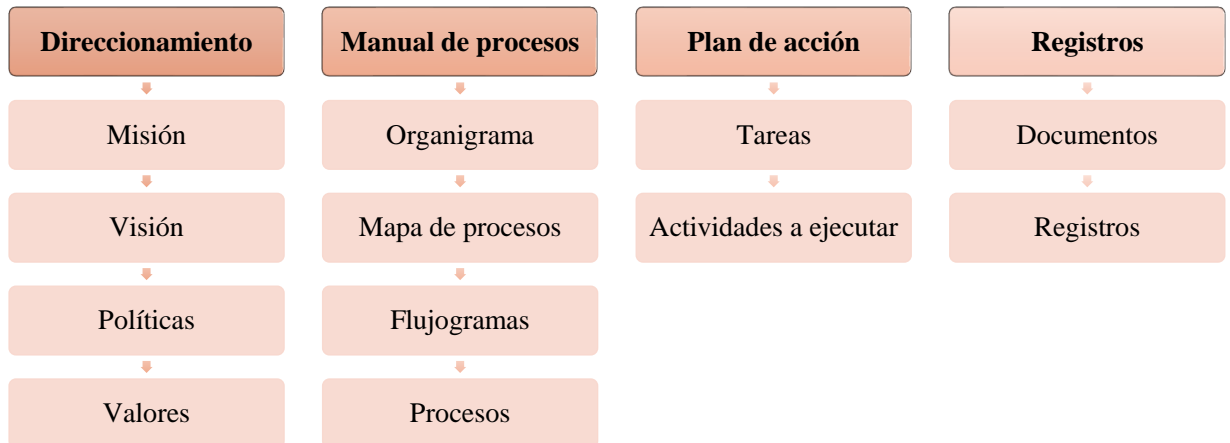 Direccionamiento
Misión
Visión
Políticas
Valores
Manual de procesos
Organigrama
Mapa de procesos
Flujogramas
Procesos
Plan de acción
Tareas
Actividades a ejecutar
Registros
Documentos
Registros